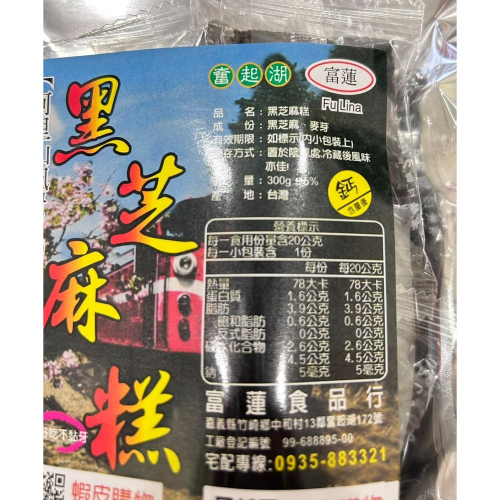 奮起湖
富蓮
Fu Lina
黑芝麻糕
品 名：黑芝麻糕
成 份：黑芝麻、麥芽
有效期限：如標示(內小包裝上)
保存方式：置於陰涼處冷藏後風味
亦佳!
量：300g±5%
產 地：台灣
鈣
含量優
營養標示
每一食用份量含20公克
每一小包裝含 1份
每份 每20公克
熱量 78大卡 78大卡
蛋白質 1.6公克 1.6公克
脂肪 3.9公克 3.9公克
飽和脂肪 0.6公克 0.6公克
反式脂肪 0公克 0公克
碳水化合物 2.6公克 2.6公克
4.5公克 4.5公克
鈉 5毫克 5毫克
富蓮食品行
嘉義縣竹崎鄉中和村13鄰奮起湖172號
工廠登記編號 99-688895-00
宅配專線:0935-883321
不黏牙
蝦皮購物